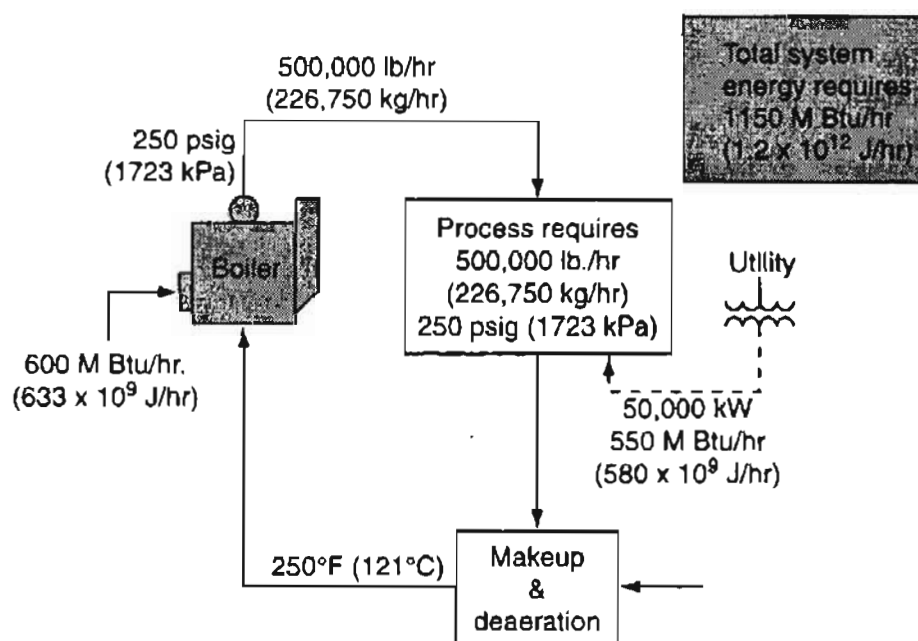 500,000 lb/hr
(226,750 kg/hr)
Total system
energy requires
1150 M Btu/hr
(1.2 x 10¹² J/hr)
250 psig
(1723 kPa)
Boiler
Process requires
500,000 lb./hr
(226,750 kg/hr)
250 psig (1723 kPa)
Utility
600 M Btu/hr.
(633 x 10⁹ J/hr)
50,000 kW
550 M Btu/hr
(580 x 10⁹ J/hr)
250°F (121°C)
Makeup
&
deaeration